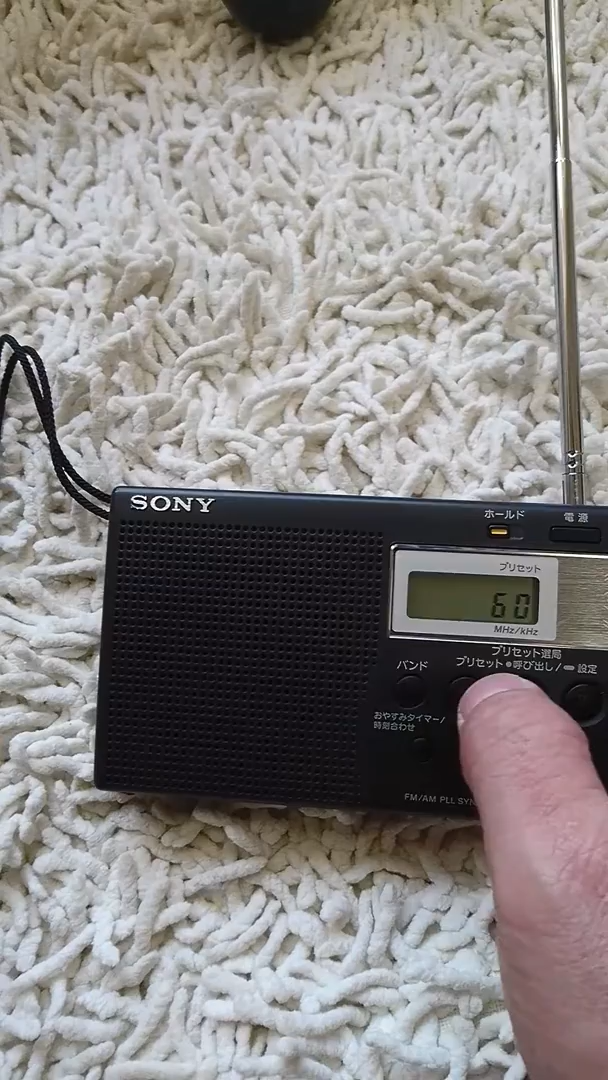 SONY
ホールド
電源
プリセット
60
MHz/kHz
プリセット選局
バンド
プリセット●呼び出し/━設定
おやすみタイマー/
時刻合わせ
FM/AM PLL SYN